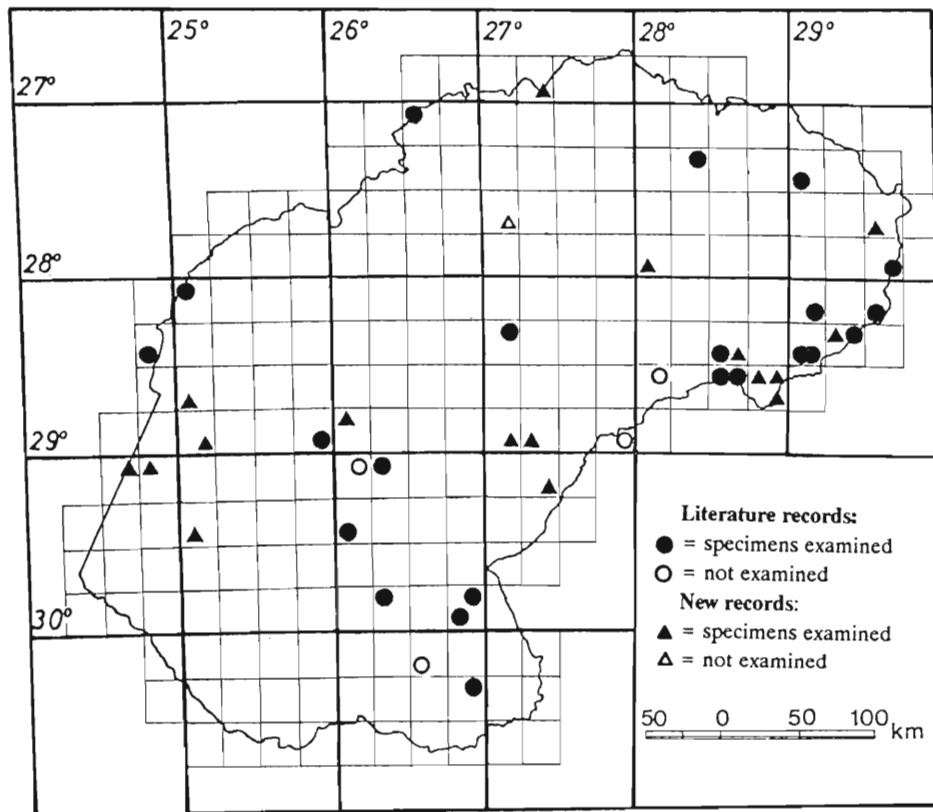 25° 26° 27° 28° 29°
27°
28°
29°
30°
Literature records:
● = specimens examined
○ = not examined
New records:
▲ = specimens examined
△ = not examined
50 0 50 100 km